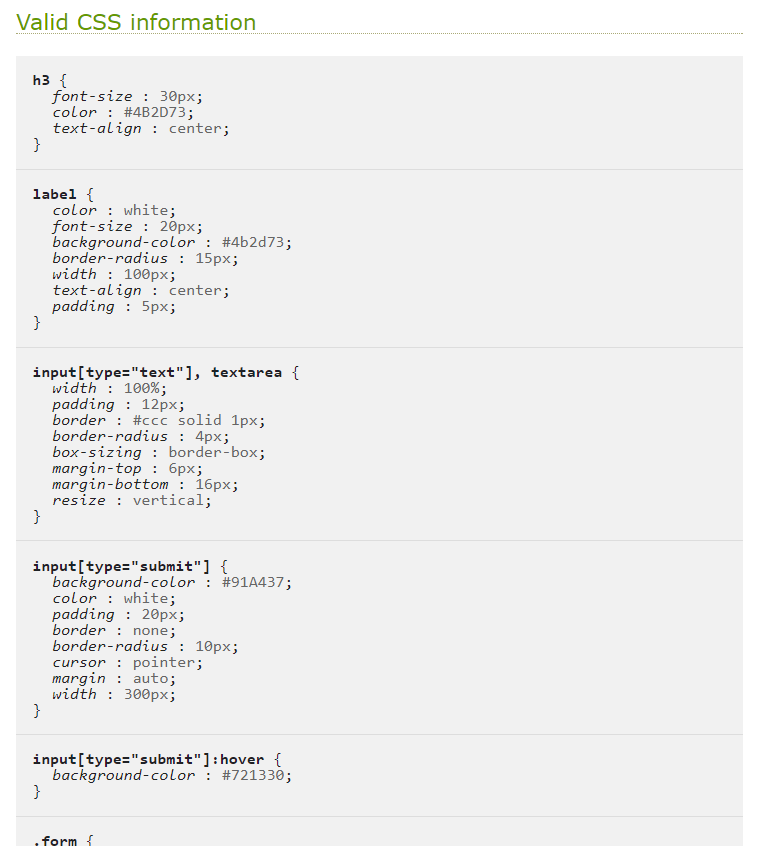 Valid CSS information
h3 {
font-size : 30px;
color : #4B2D73;
text-align : center;
}
label {
color : white;
font-size : 20px;
background-color : #4b2d73;
border-radius : 15px;
width : 100px;
text-align : center;
padding : 5px;
}
input[type="text"], textarea {
width : 100%;
padding : 12px;
border : #ccc solid 1px;
border-radius : 4px;
box-sizing : border-box;
margin-top : 6px;
margin-bottom : 16px;
resize : vertical;
}
input[type="submit"] {
background-color : #91A437;
color : white;
padding : 20px;
border : none;
border-radius : 10px;
cursor : pointer;
margin : auto;
width : 300px;
}
input[type="submit"]:hover {
background-color : #721330;
}
.form {